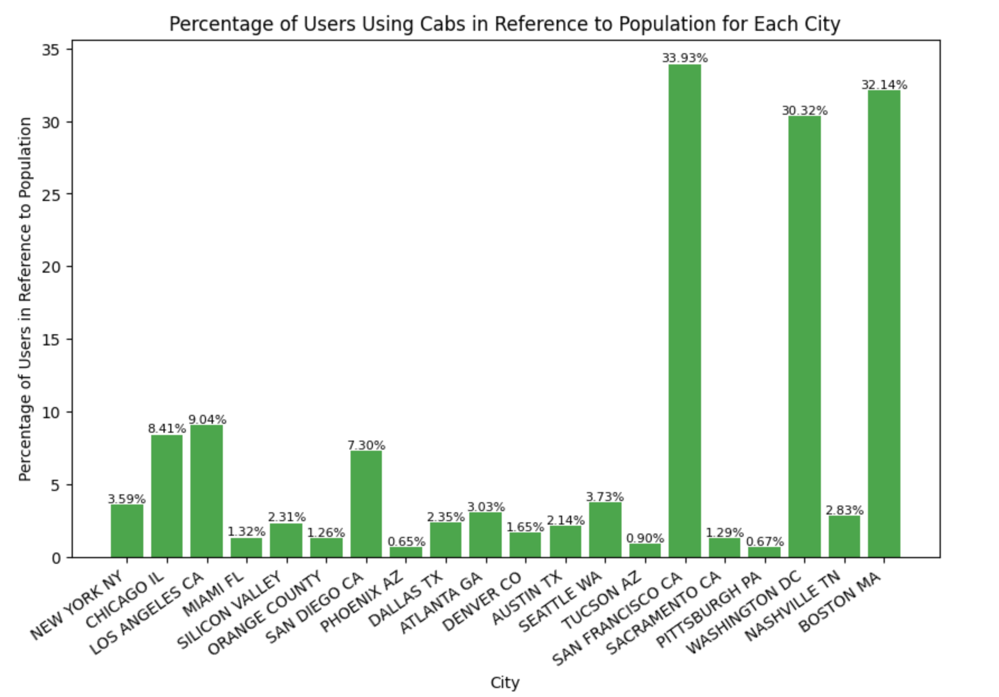 Percentage of Users Using Cabs in Reference to Population for Each City
Percentage of Users in Reference to Population
35
30
25
20
15
10
5
0
3.59%
8.41%
9.04%
1.32%
2.31%
1.26%
7.30%
0.65%
2.35%
3.03%
1.65%
2.14%
3.73%
0.90%
33.93%
1.29%
0.67%
30.32%
2.83%
32.14%
NEW YORK NY
CHICAGO IL
LOS ANGELES CA
MIAMI FL
SILICON VALLEY
ORANGE COUNTY
SAN DIEGO CA
PHOENIX AZ
DALLAS TX
ATLANTA GA
DENVER CO
AUSTIN TX
SEATTLE WA
TUCSON AZ
SAN FRANCISCO CA
SACRAMENTO CA
PITTSBURGH PA
WASHINGTON DC
NASHVILLE TN
BOSTON MA
City